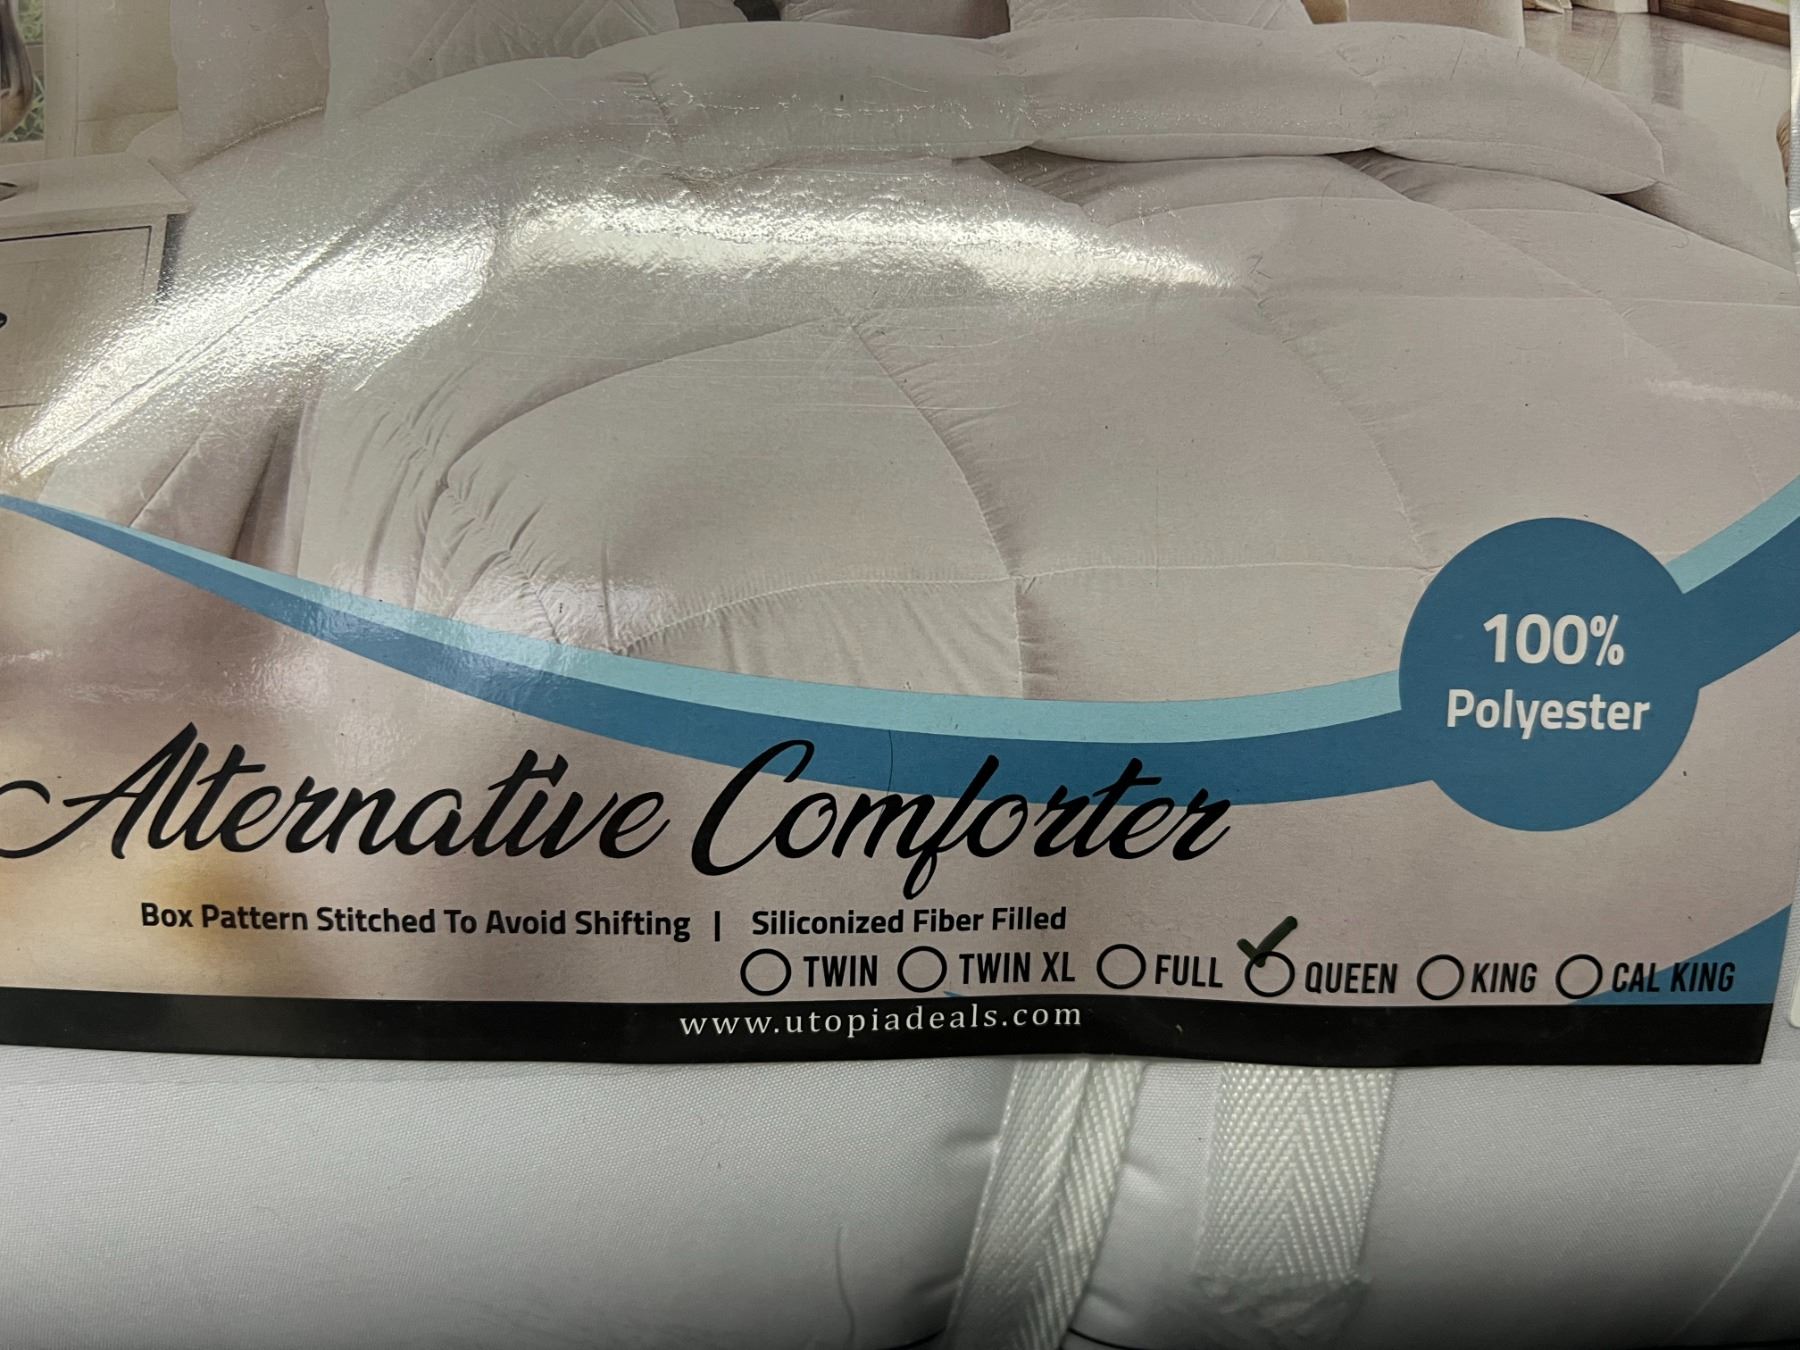 100%
Polyester
Alternative Comforter
Box Pattern Stitched To Avoid Shifting | Siliconized Fiber Filled
TWIN TWIN XL FULL QUEEN KING CAL KING
www.utopiadeals.com